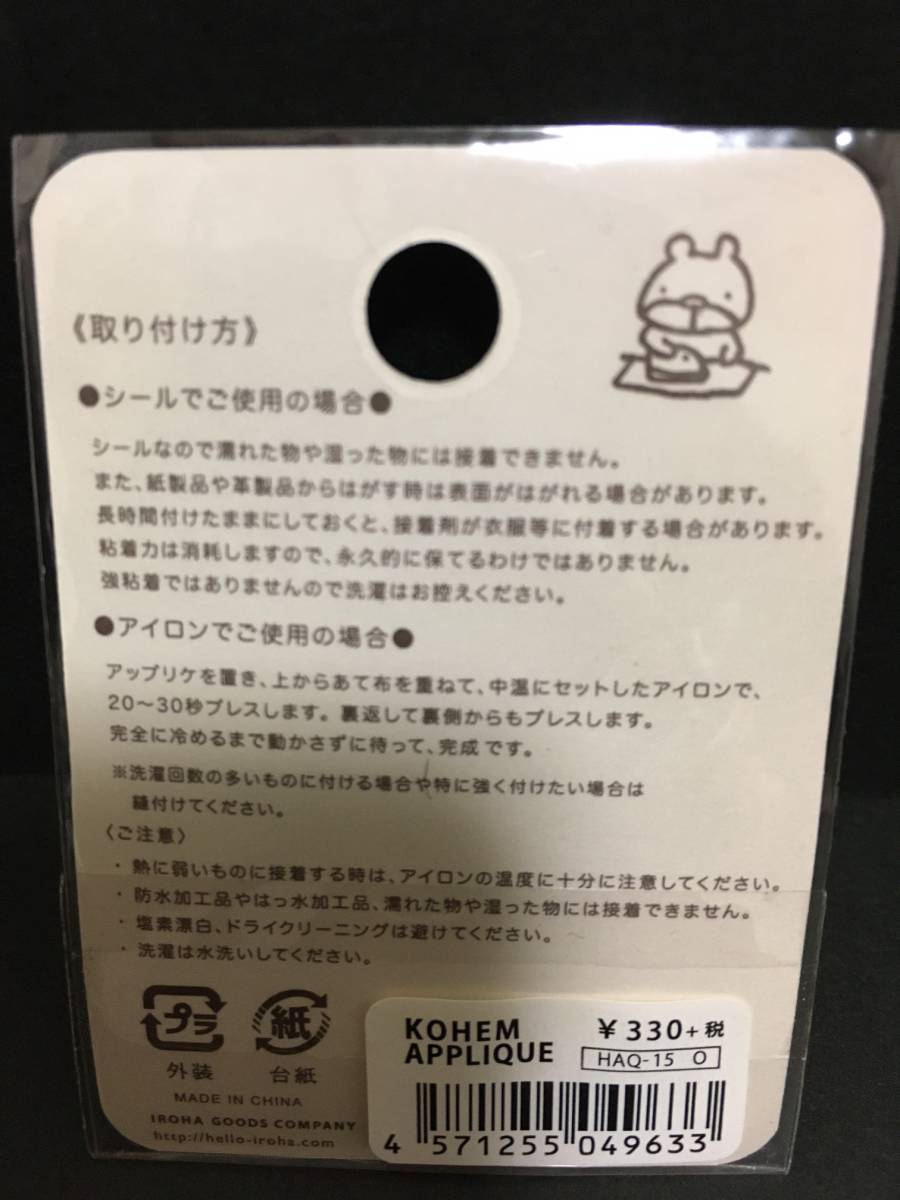 《取り付け方》
●シールでご使用の場合●
シールなので濡れた物や湿った物には接着できません。
また、紙製品や革製品からはがす時は表面がはがれる場合があります。
長時間付けたままにしておくと、接着剤が衣服等に付着する場合があります。
粘着力は消耗しますので、永久的に保てるわけではありません。
強粘着ではありませんので洗濯はお控えください。
●アイロンでご使用の場合●
アップリケを置き、上からあて布を重ねて、中温にセットしたアイロンで、
20〜30秒プレスします。裏返して裏側からもプレスします。
完全に冷めるまで動かさずに待って、完成です。
※洗濯回数の多いものに付ける場合や特に強く付けたい場合は
縫付けてください。
〈ご注意〉
・熱に弱いものに接着する時は、アイロンの温度に十分に注意してください。
・防水加工品やはっ水加工品、濡れた物や湿った物には接着できません。
・塩素漂白、ドライクリーニングは避けてください。
・洗濯は水洗いしてください。
プラ 紙
外装 台紙
MADE IN CHINA
IROHA GOODS COMPANY
http://hello-iroha.com
KOHEM ¥330+税
APPLIQUE HAQ-15 O
4 571255 049633